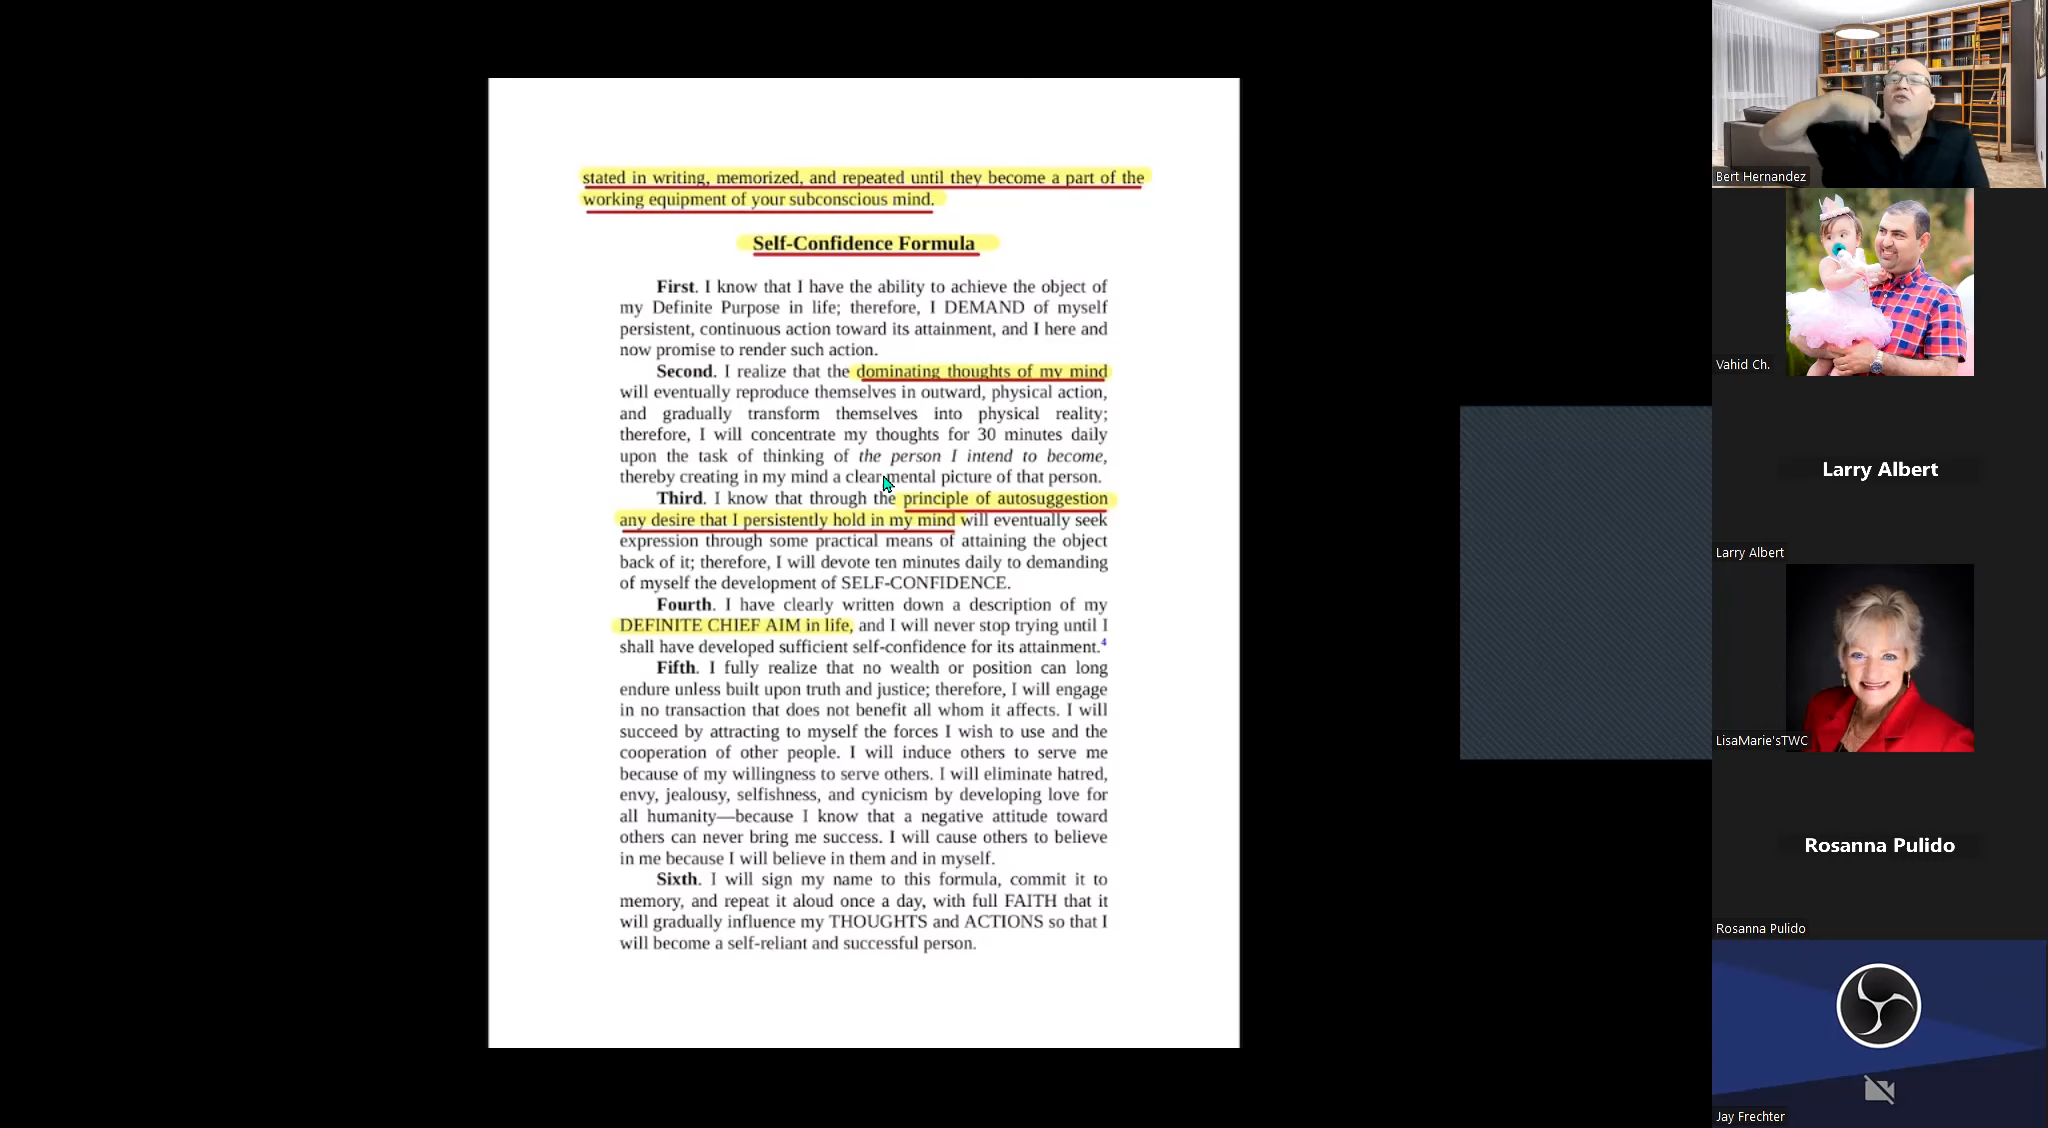 stated in writing, memorized, and repeated until they become a part of the
working equipment of your subconscious mind.
Self-Confidence Formula
First. I know that I have the ability to achieve the object of
my Definite Purpose in life; therefore, I DEMAND of myself
persistent, continuous action toward its attainment, and I here and
now promise to render such action.
Second. I realize that the dominating thoughts of my mind
will eventually reproduce themselves in outward, physical action,
and gradually transform themselves into physical reality;
therefore, I will concentrate my thoughts for 30 minutes daily
upon the task of thinking of the person I intend to become,
thereby creating in my mind a clear mental picture of that person.
Third. I know that through the principle of autosuggestion
any desire that I persistently hold in my mind will eventually seek
expression through some practical means of attaining the object
back of it; therefore, I will devote ten minutes daily to demanding
of myself the development of SELF-CONFIDENCE.
Fourth. I have clearly written down a description of my
DEFINITE CHIEF AIM in life, and I will never stop trying until I
shall have developed sufficient self-confidence for its attainment.4
Fifth. I fully realize that no wealth or position can long
endure unless built upon truth and justice; therefore, I will engage
in no transaction that does not benefit all whom it affects. I will
succeed by attracting to myself the forces I wish to use and the
cooperation of other people. I will induce others to serve me
because of my willingness to serve others. I will eliminate hatred,
envy, jealousy, selfishness, and cynicism by developing love for
all humanity—because I know that a negative attitude toward
others can never bring me success. I will cause others to believe
in me because I will believe in them and in myself.
Sixth. I will sign my name to this formula, commit it to
memory, and repeat it aloud once a day, with full FAITH that it
will gradually influence my THOUGHTS and ACTIONS so that I
will become a self-reliant and successful person.
Bert Hernandez
Vahid Ch.
Larry Albert
Larry Albert
LisaMarie'sTWC
Rosanna Pulido
Rosanna Pulido
Jay Frechter